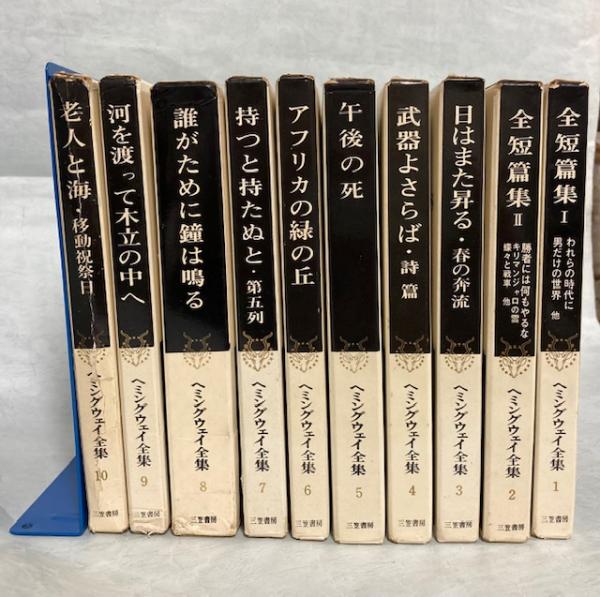 全短篇集 I
われらの時代に
男だけの世界 他
ヘミングウェイ全集
1
三笠書房
全短篇集 II
勝者には何もやるな
キリマンジャロの雪
蝶々と戦車 他
ヘミングウェイ全集
2
三笠書房
日はまた昇る・春の奔流
ヘミングウェイ全集
3
三笠書房
武器よさらば・詩篇
ヘミングウェイ全集
4
三笠書房
午後の死
ヘミングウェイ全集
5
三笠書房
アフリカの緑の丘
ヘミングウェイ全集
6
三笠書房
持つと持たぬと・第五列
ヘミングウェイ全集
7
三笠書房
誰がために鐘は鳴る
ヘミングウェイ全集
8
三笠書房
河を渡って木立の中へ
ヘミングウェイ全集
9
三笠書房
老人と海・移動祝祭日
ヘミングウェイ全集
10
三笠書房